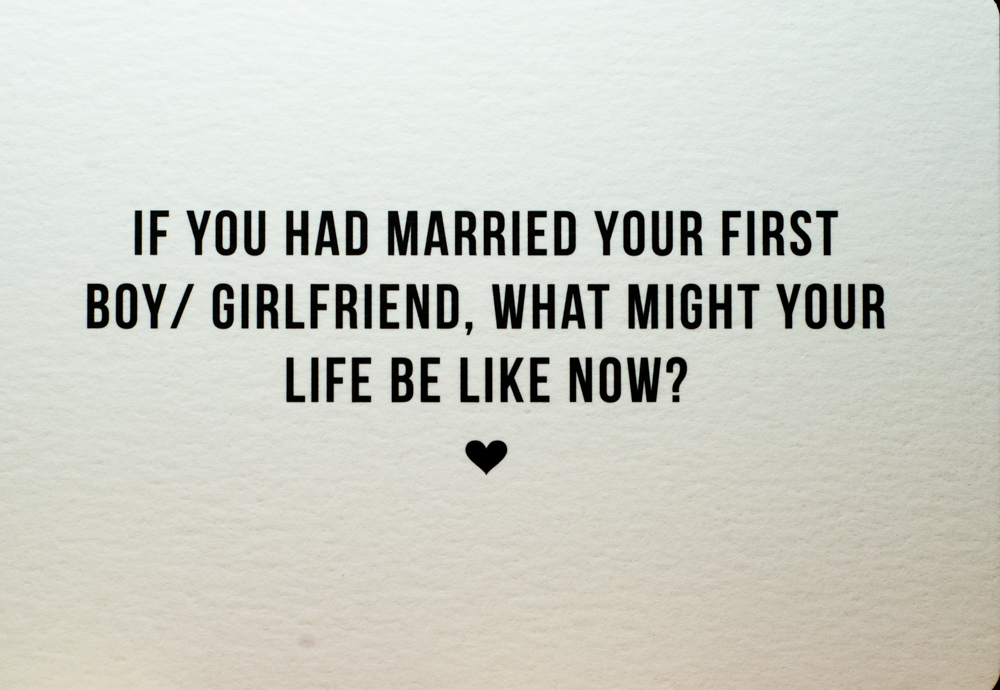 IF YOU HAD MARRIED YOUR FIRST
BOY/ GIRLFRIEND, WHAT MIGHT YOUR
LIFE BE LIKE NOW?